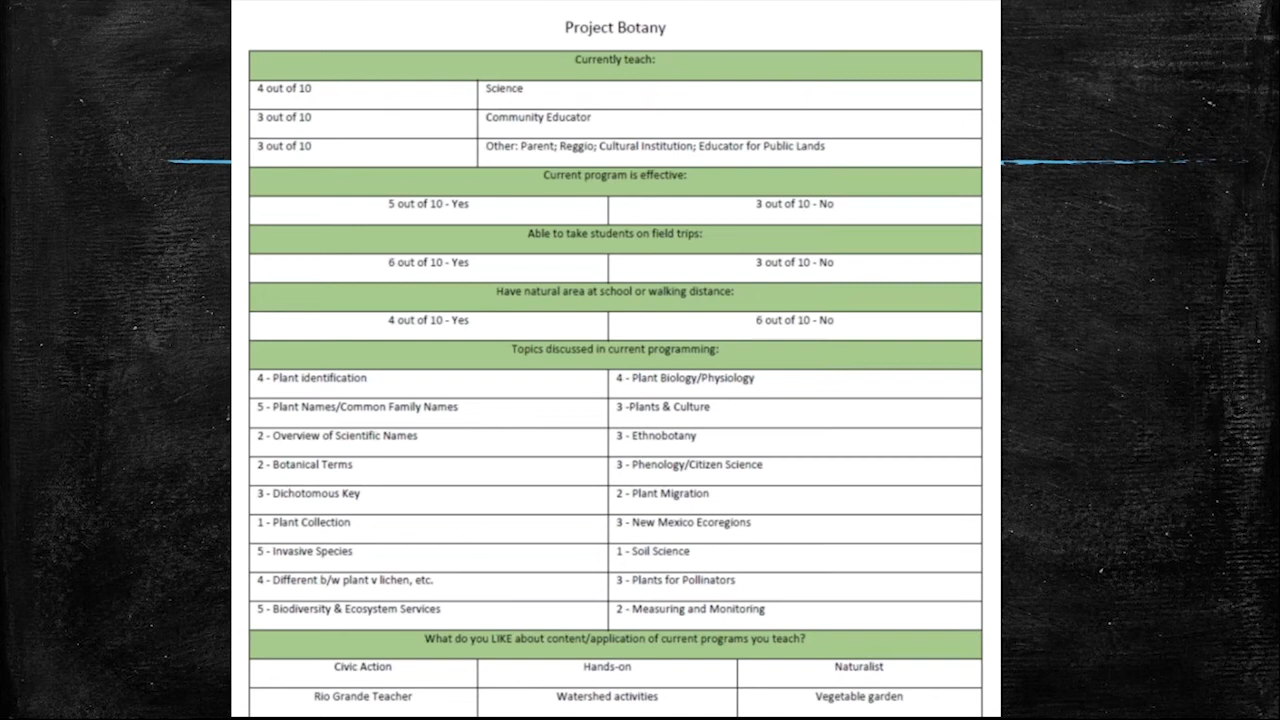 Project Botany
Currently teach:
4 out of 10 Science
3 out of 10 Community Educator
3 out of 10 Other: Parent; Reggio; Cultural Institution; Educator for Public Lands
Current program is effective:
5 out of 10 - Yes 3 out of 10 - No
Able to take students on field trips:
6 out of 10 - Yes 3 out of 10 - No
Have natural area at school or walking distance:
4 out of 10 - Yes 6 out of 10 - No
Topics discussed in current programming:
4 - Plant identification 4 - Plant Biology/Physiology
5 - Plant Names/Common Family Names 3 -Plants & Culture
2 - Overview of Scientific Names 3 - Ethnobotany
2 - Botanical Terms 3 - Phenology/Citizen Science
3 - Dichotomous Key 2 - Plant Migration
1 - Plant Collection 3 - New Mexico Ecoregions
5 - Invasive Species 1 - Soil Science
4 - Different b/w plant v lichen, etc. 3 - Plants for Pollinators
5 - Biodiversity & Ecosystem Services 2 - Measuring and Monitoring
What do you LIKE about content/application of current programs you teach?
Civic Action Hands-on Naturalist
Rio Grande Teacher Watershed activities Vegetable garden